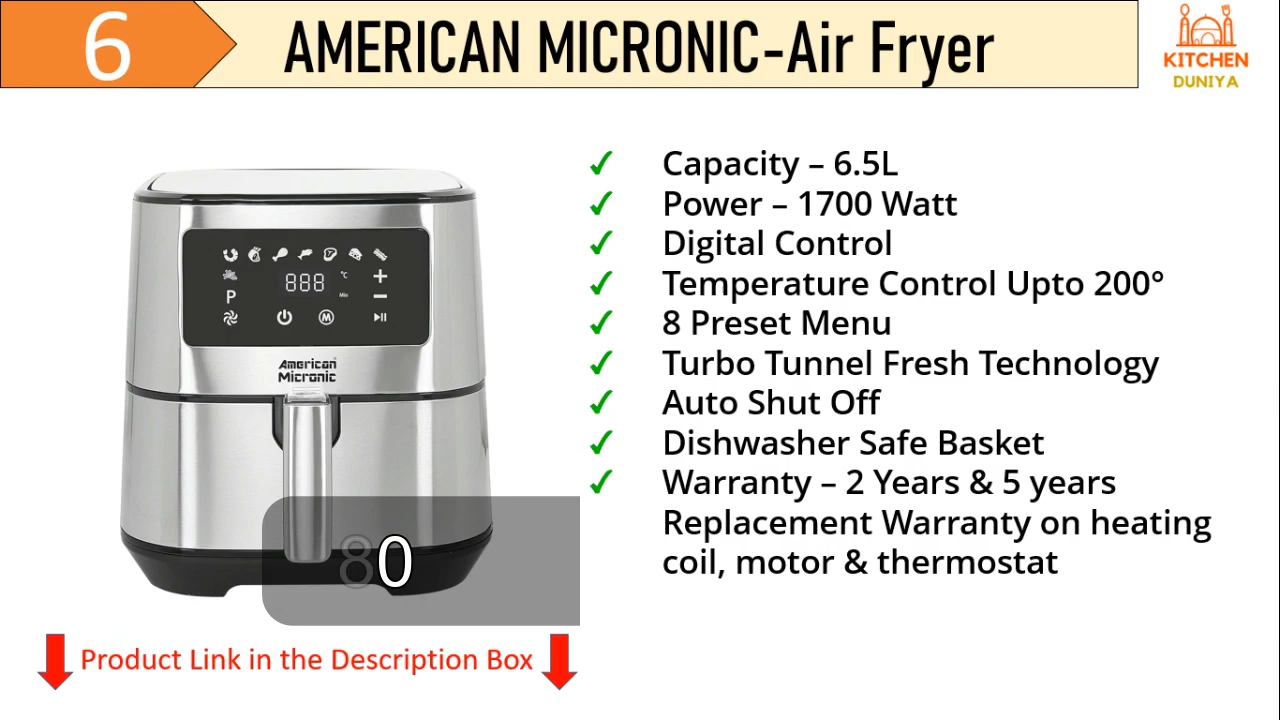 6
AMERICAN MICRONIC-Air Fryer
KITCHEN
DUNIYA
✓ Capacity – 6.5L
✓ Power – 1700 Watt
✓ Digital Control
✓ Temperature Control Upto 200°
✓ 8 Preset Menu
✓ Turbo Tunnel Fresh Technology
✓ Auto Shut Off
✓ Dishwasher Safe Basket
✓ Warranty – 2 Years & 5 years
Replacement Warranty on heating
coil, motor & thermostat
888 °C
Min
P
M
American
Micronic
80
Product Link in the Description Box